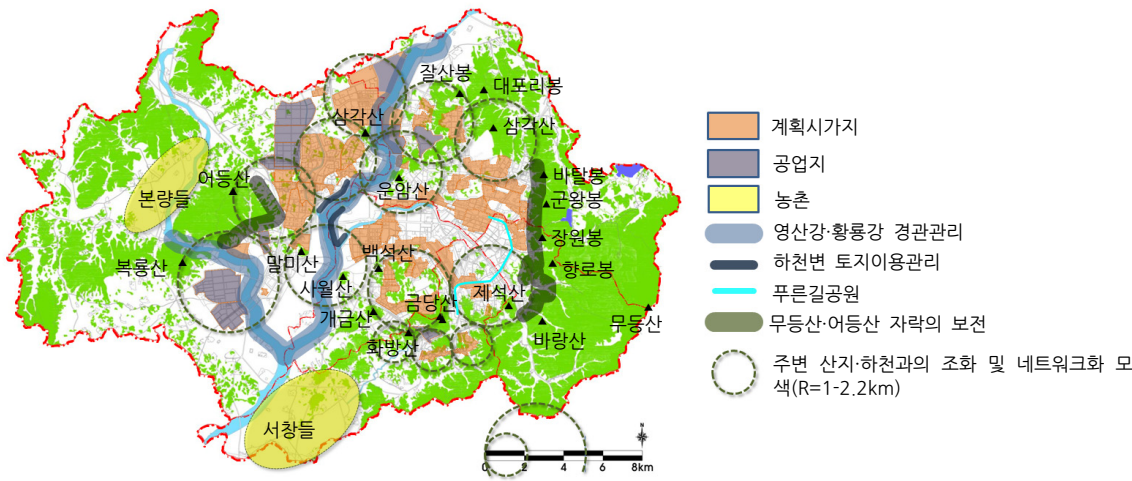 잘산봉
대포리봉
삼각산
삼각산
어등산
본량들
운암산
바탈봉
군왕봉
장원봉
향로봉
복룡산
말미산
백석산
사월산
제석산
금당산
개금산
화방산
바랑산
무등산
서창들
N
0 2 4 6 8km
계획시가지
공업지
농촌
영산강·황룡강 경관관리
하천변 토지이용관리
푸른길공원
무등산·어등산 자락의 보전
주변 산지·하천과의 조화 및 네트워크화 모
색(R=1-2.2km)